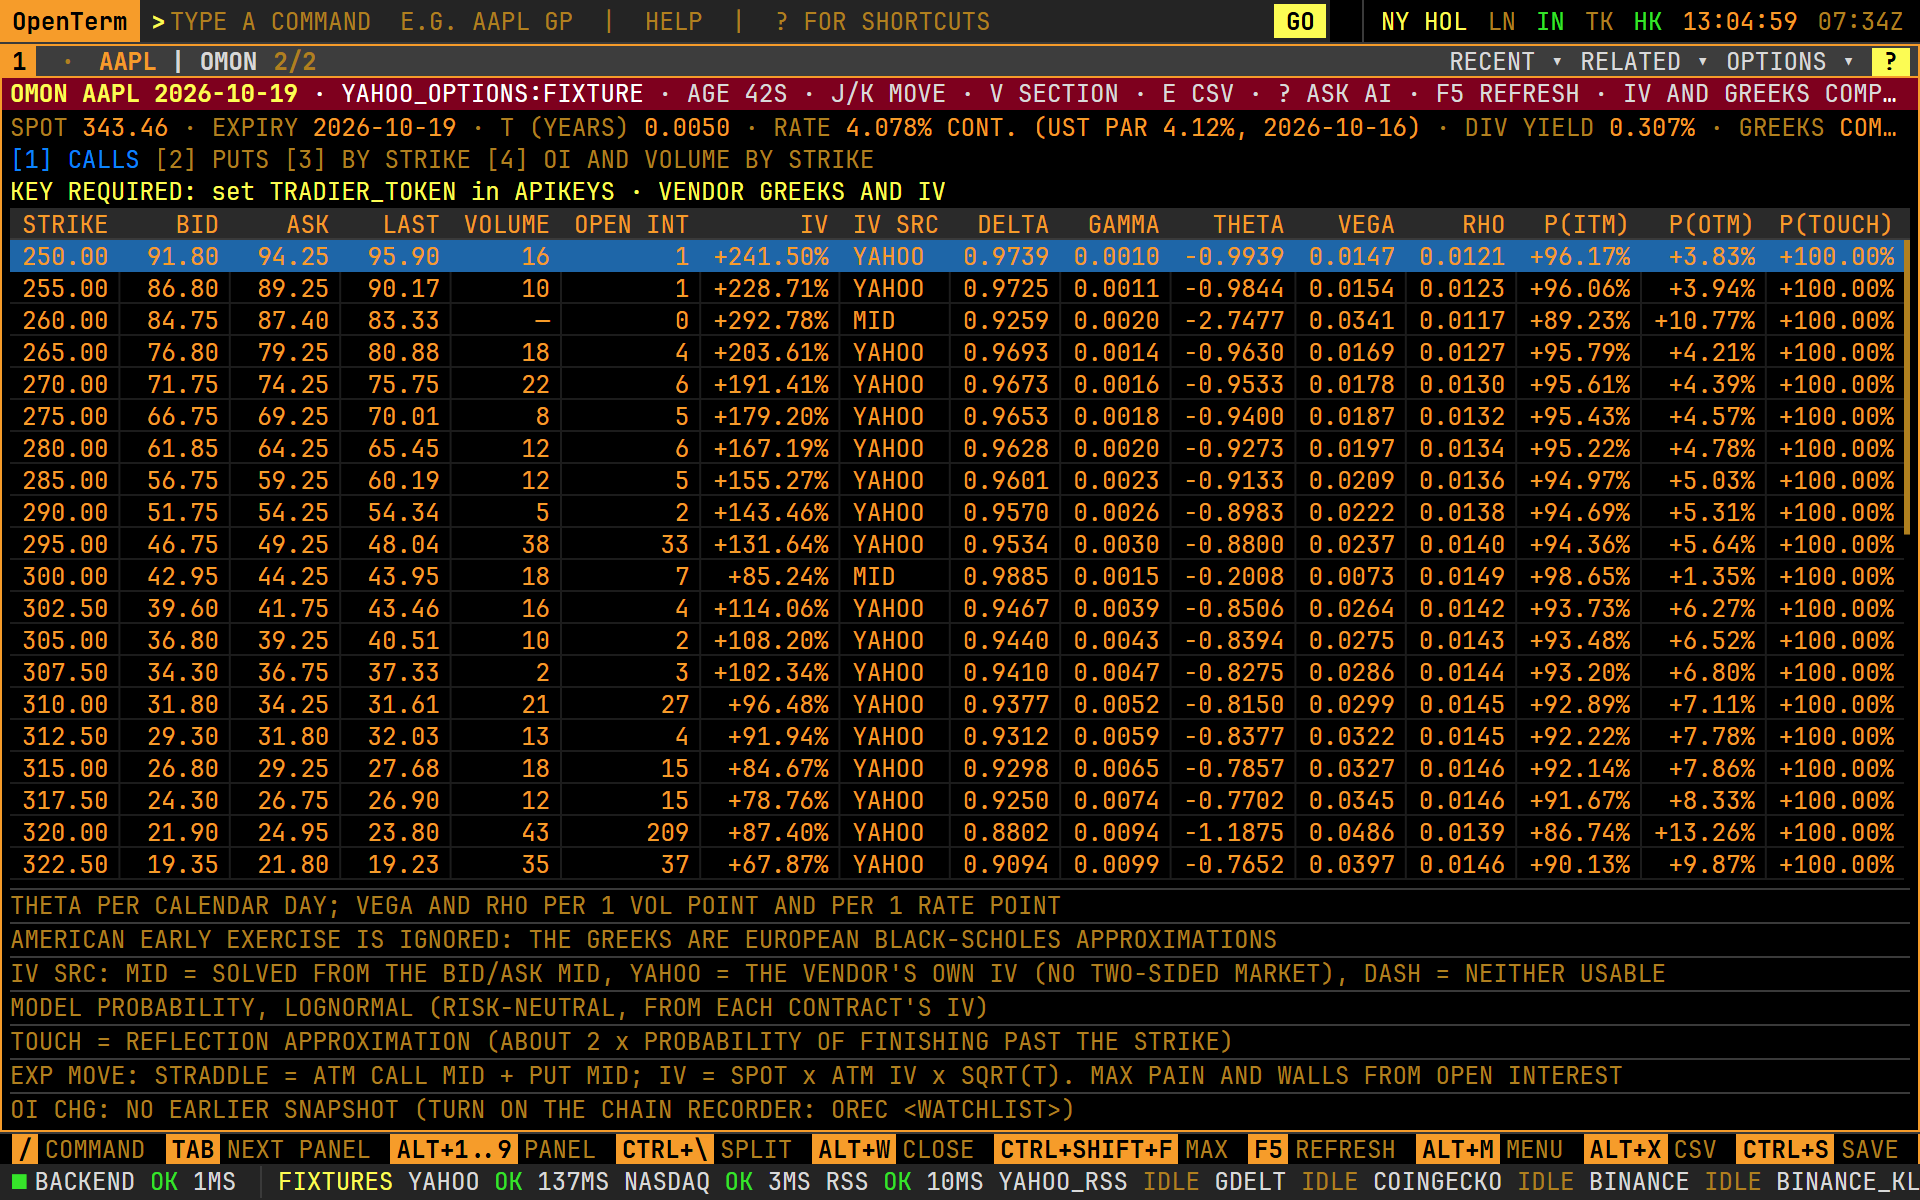 OpenTerm >TYPE A COMMAND E.G. AAPL GP | HELP | ? FOR SHORTCUTS GO NY HOL LN IN TK HK 13:04:59 07:34Z
1 · AAPL | OMON 2/2 RECENT ▾ RELATED ▾ OPTIONS ▾ ?
OMON AAPL 2026-10-19 · YAHOO_OPTIONS:FIXTURE · AGE 42S · J/K MOVE · V SECTION · E CSV · ? ASK AI · F5 REFRESH · IV AND GREEKS COMP…
SPOT 343.46 · EXPIRY 2026-10-19 · T (YEARS) 0.0050 · RATE 4.078% CONT. (UST PAR 4.12%, 2026-10-16) · DIV YIELD 0.307% · GREEKS COM…
[1] CALLS [2] PUTS [3] BY STRIKE [4] OI AND VOLUME BY STRIKE
KEY REQUIRED: set TRADIER_TOKEN in APIKEYS · VENDOR GREEKS AND IV
STRIKE BID ASK LAST VOLUME OPEN INT IV IV SRC DELTA GAMMA THETA VEGA RHO P(ITM) P(OTM) P(TOUCH)
250.00 91.80 94.25 95.90 16 1 +241.50% YAHOO 0.9739 0.0010 -0.9939 0.0147 0.0121 +96.17% +3.83% +100.00%
255.00 86.80 89.25 90.17 10 1 +228.71% YAHOO 0.9725 0.0011 -0.9844 0.0154 0.0123 +96.06% +3.94% +100.00%
260.00 84.75 87.40 83.33 — 0 +292.78% MID 0.9259 0.0020 -2.7477 0.0341 0.0117 +89.23% +10.77% +100.00%
265.00 76.80 79.25 80.88 18 4 +203.61% YAHOO 0.9693 0.0014 -0.9630 0.0169 0.0127 +95.79% +4.21% +100.00%
270.00 71.75 74.25 75.75 22 6 +191.41% YAHOO 0.9673 0.0016 -0.9533 0.0178 0.0130 +95.61% +4.39% +100.00%
275.00 66.75 69.25 70.01 8 5 +179.20% YAHOO 0.9653 0.0018 -0.9400 0.0187 0.0132 +95.43% +4.57% +100.00%
280.00 61.85 64.25 65.45 12 6 +167.19% YAHOO 0.9628 0.0020 -0.9273 0.0197 0.0134 +95.22% +4.78% +100.00%
285.00 56.75 59.25 60.19 12 5 +155.27% YAHOO 0.9601 0.0023 -0.9133 0.0209 0.0136 +94.97% +5.03% +100.00%
290.00 51.75 54.25 54.34 5 2 +143.46% YAHOO 0.9570 0.0026 -0.8983 0.0222 0.0138 +94.69% +5.31% +100.00%
295.00 46.75 49.25 48.04 38 33 +131.64% YAHOO 0.9534 0.0030 -0.8800 0.0237 0.0140 +94.36% +5.64% +100.00%
300.00 42.95 44.25 43.95 18 7 +85.24% MID 0.9885 0.0015 -0.2008 0.0073 0.0149 +98.65% +1.35% +100.00%
302.50 39.60 41.75 43.46 16 4 +114.06% YAHOO 0.9467 0.0039 -0.8506 0.0264 0.0142 +93.73% +6.27% +100.00%
305.00 36.80 39.25 40.51 10 2 +108.20% YAHOO 0.9440 0.0043 -0.8394 0.0275 0.0143 +93.48% +6.52% +100.00%
307.50 34.30 36.75 37.33 2 3 +102.34% YAHOO 0.9410 0.0047 -0.8275 0.0286 0.0144 +93.20% +6.80% +100.00%
310.00 31.80 34.25 31.61 21 27 +96.48% YAHOO 0.9377 0.0052 -0.8150 0.0299 0.0145 +92.89% +7.11% +100.00%
312.50 29.30 31.80 32.03 13 4 +91.94% YAHOO 0.9312 0.0059 -0.8377 0.0322 0.0145 +92.22% +7.78% +100.00%
315.00 26.80 29.25 27.68 18 15 +84.67% YAHOO 0.9298 0.0065 -0.7857 0.0327 0.0146 +92.14% +7.86% +100.00%
317.50 24.30 26.75 26.90 12 15 +78.76% YAHOO 0.9250 0.0074 -0.7702 0.0345 0.0146 +91.67% +8.33% +100.00%
320.00 21.90 24.95 23.80 43 209 +87.40% YAHOO 0.8802 0.0094 -1.1875 0.0486 0.0139 +86.74% +13.26% +100.00%
322.50 19.35 21.80 19.23 35 37 +67.87% YAHOO 0.9094 0.0099 -0.7652 0.0397 0.0146 +90.13% +9.87% +100.00%
THETA PER CALENDAR DAY; VEGA AND RHO PER 1 VOL POINT AND PER 1 RATE POINT
AMERICAN EARLY EXERCISE IS IGNORED: THE GREEKS ARE EUROPEAN BLACK-SCHOLES APPROXIMATIONS
IV SRC: MID = SOLVED FROM THE BID/ASK MID, YAHOO = THE VENDOR'S OWN IV (NO TWO-SIDED MARKET), DASH = NEITHER USABLE
MODEL PROBABILITY, LOGNORMAL (RISK-NEUTRAL, FROM EACH CONTRACT'S IV)
TOUCH = REFLECTION APPROXIMATION (ABOUT 2 x PROBABILITY OF FINISHING PAST THE STRIKE)
EXP MOVE: STRADDLE = ATM CALL MID + PUT MID; IV = SPOT x ATM IV x SQRT(T). MAX PAIN AND WALLS FROM OPEN INTEREST
OI CHG: NO EARLIER SNAPSHOT (TURN ON THE CHAIN RECORDER: OREC <WATCHLIST>)
/ COMMAND TAB NEXT PANEL ALT+1..9 PANEL CTRL+\ SPLIT ALT+W CLOSE CTRL+SHIFT+F MAX F5 REFRESH ALT+M MENU ALT+X CSV CTRL+S SAVE
BACKEND OK 1MS FIXTURES YAHOO OK 137MS NASDAQ OK 3MS RSS OK 10MS YAHOO_RSS IDLE GDELT IDLE COINGECKO IDLE BINANCE IDLE BINANCE_KL